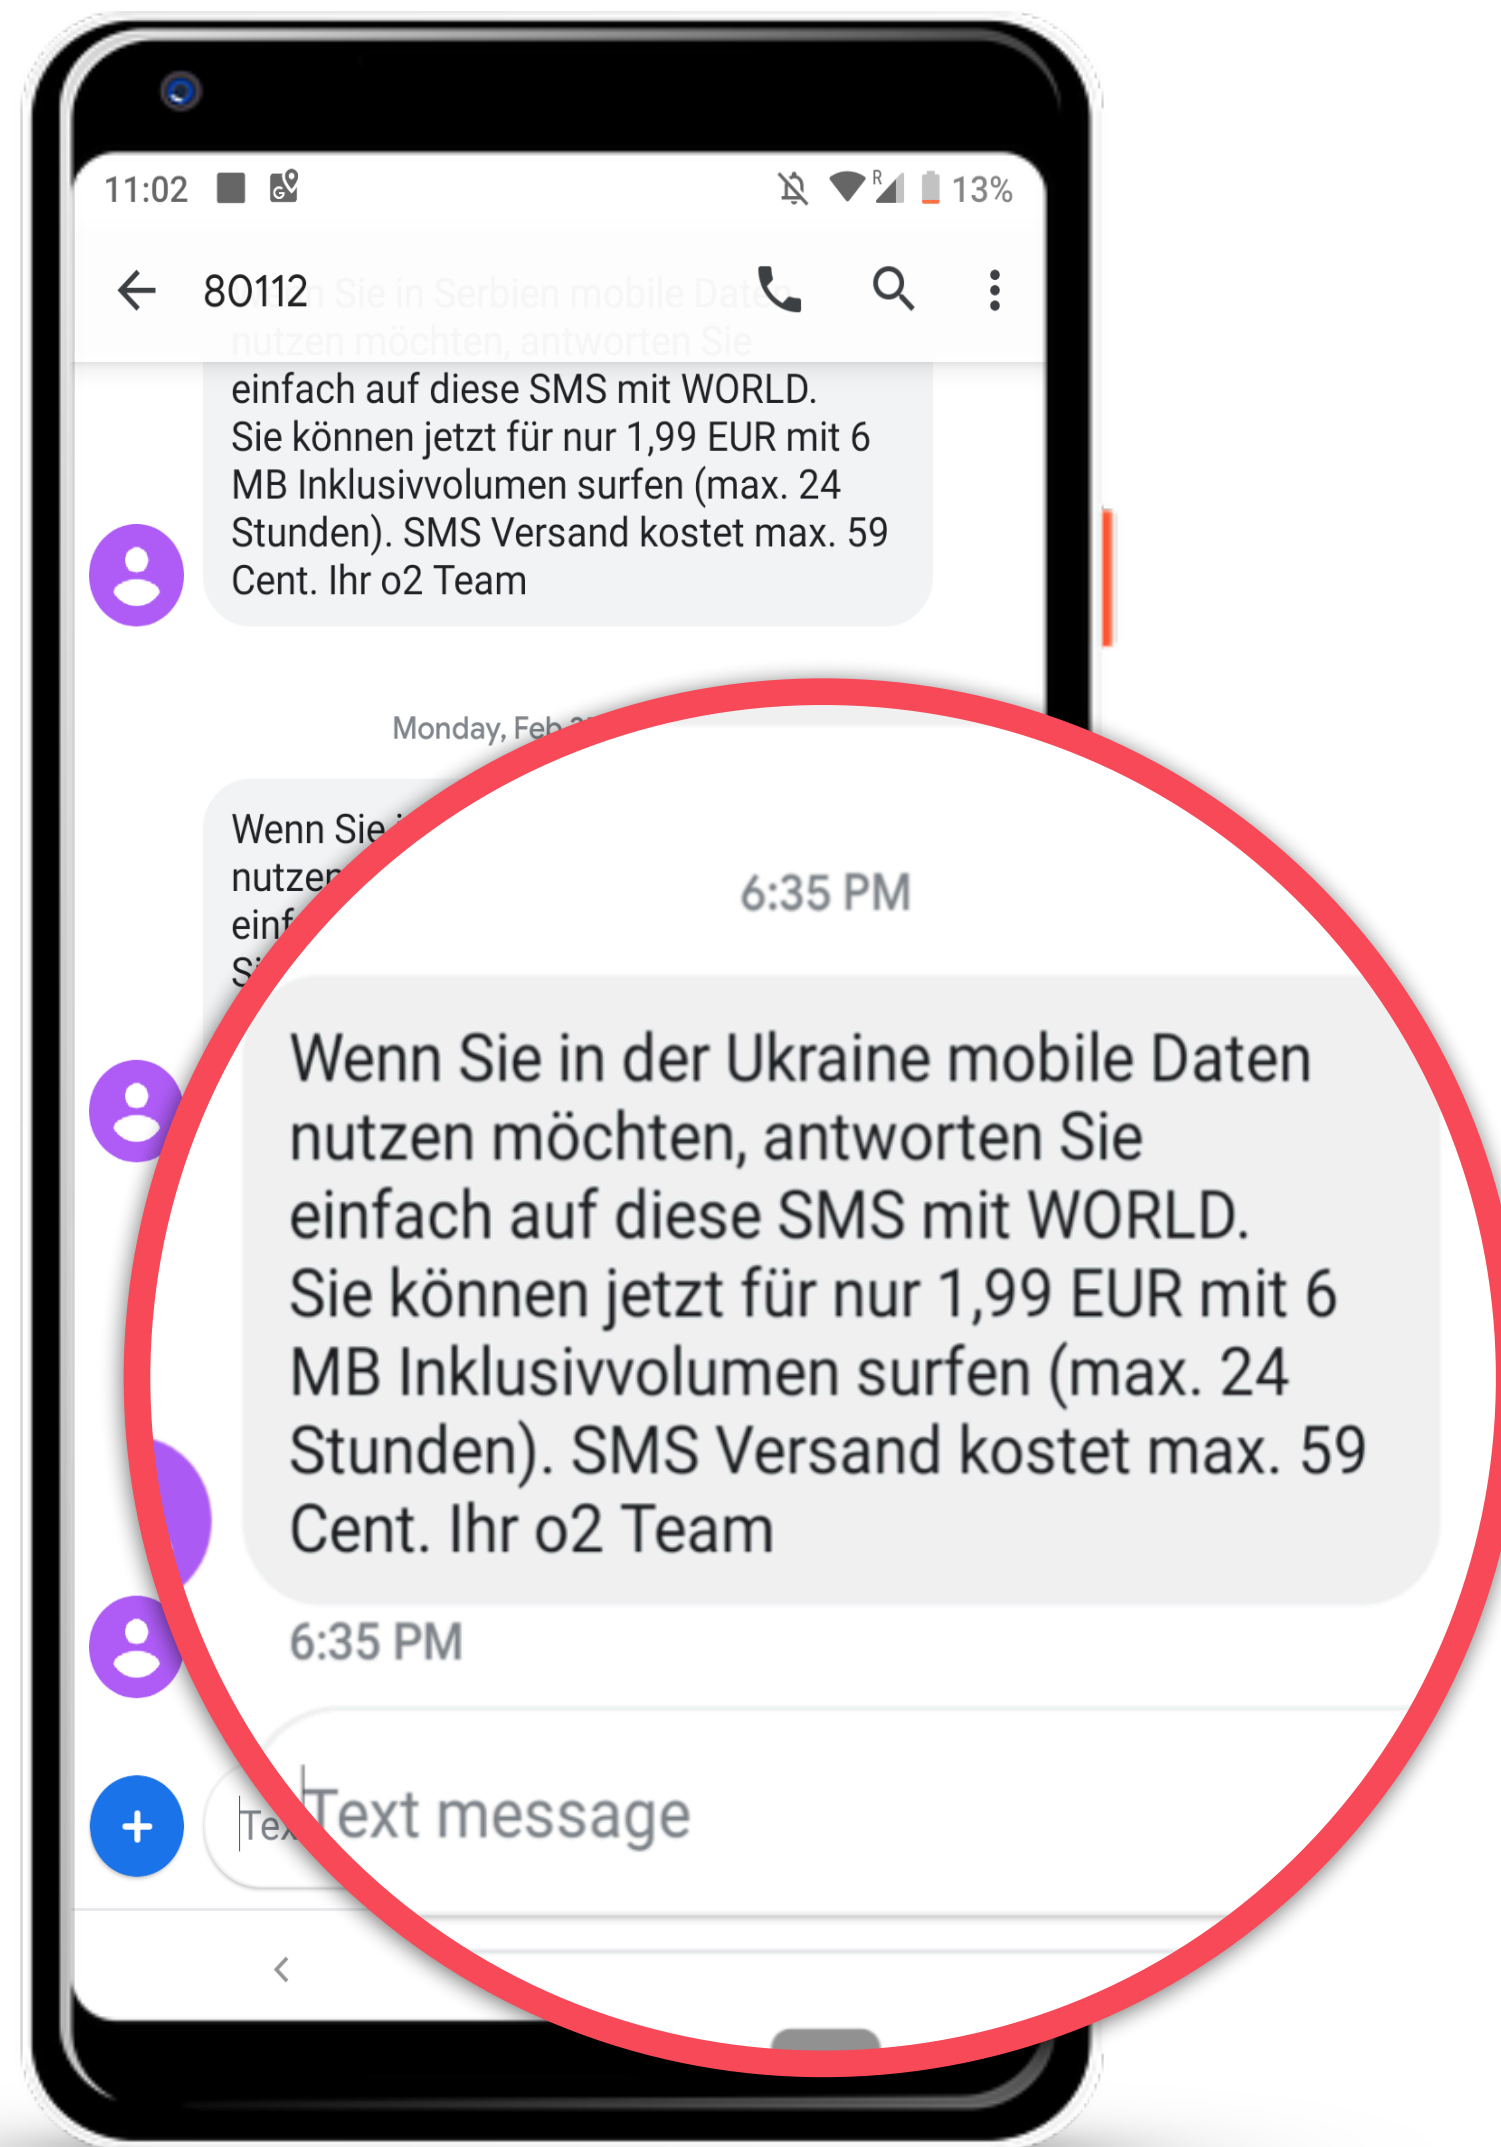 11:02
R
13%
80112
Sie in Serbien mobile Daten
nutzen möchten, antworten Sie
einfach auf diese SMS mit WORLD.
Sie können jetzt für nur 1,99 EUR mit 6
MB Inklusivvolumen surfen (max. 24
Stunden). SMS Versand kostet max. 59
Cent. Ihr o2 Team
Monday, Feb
Wenn Sie
6:35 PM
Wenn Sie in der Ukraine mobile Daten
nutzen möchten, antworten Sie
einfach auf diese SMS mit WORLD.
Sie können jetzt für nur 1,99 EUR mit 6
MB Inklusivvolumen surfen (max. 24
Stunden). SMS Versand kostet max. 59
Cent. Ihr o2 Team
6:35 PM
Text message